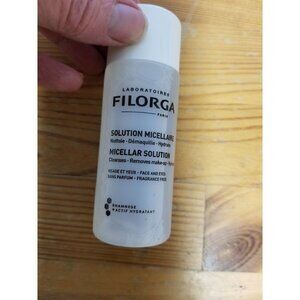 LABORATOIRES
FILORGA
PARIS
SOLUTION MICELLAIRE
Nettoie - Démaquille - Hydrate
MICELLAR SOLUTION
Cleanses - Removes make-up -
VISAGE ET YEUX - FACE AND EYES
SANS PARFUM - FRAGRANCE FREE
RHAMNOSE
+ ACTIF HYDRATANT